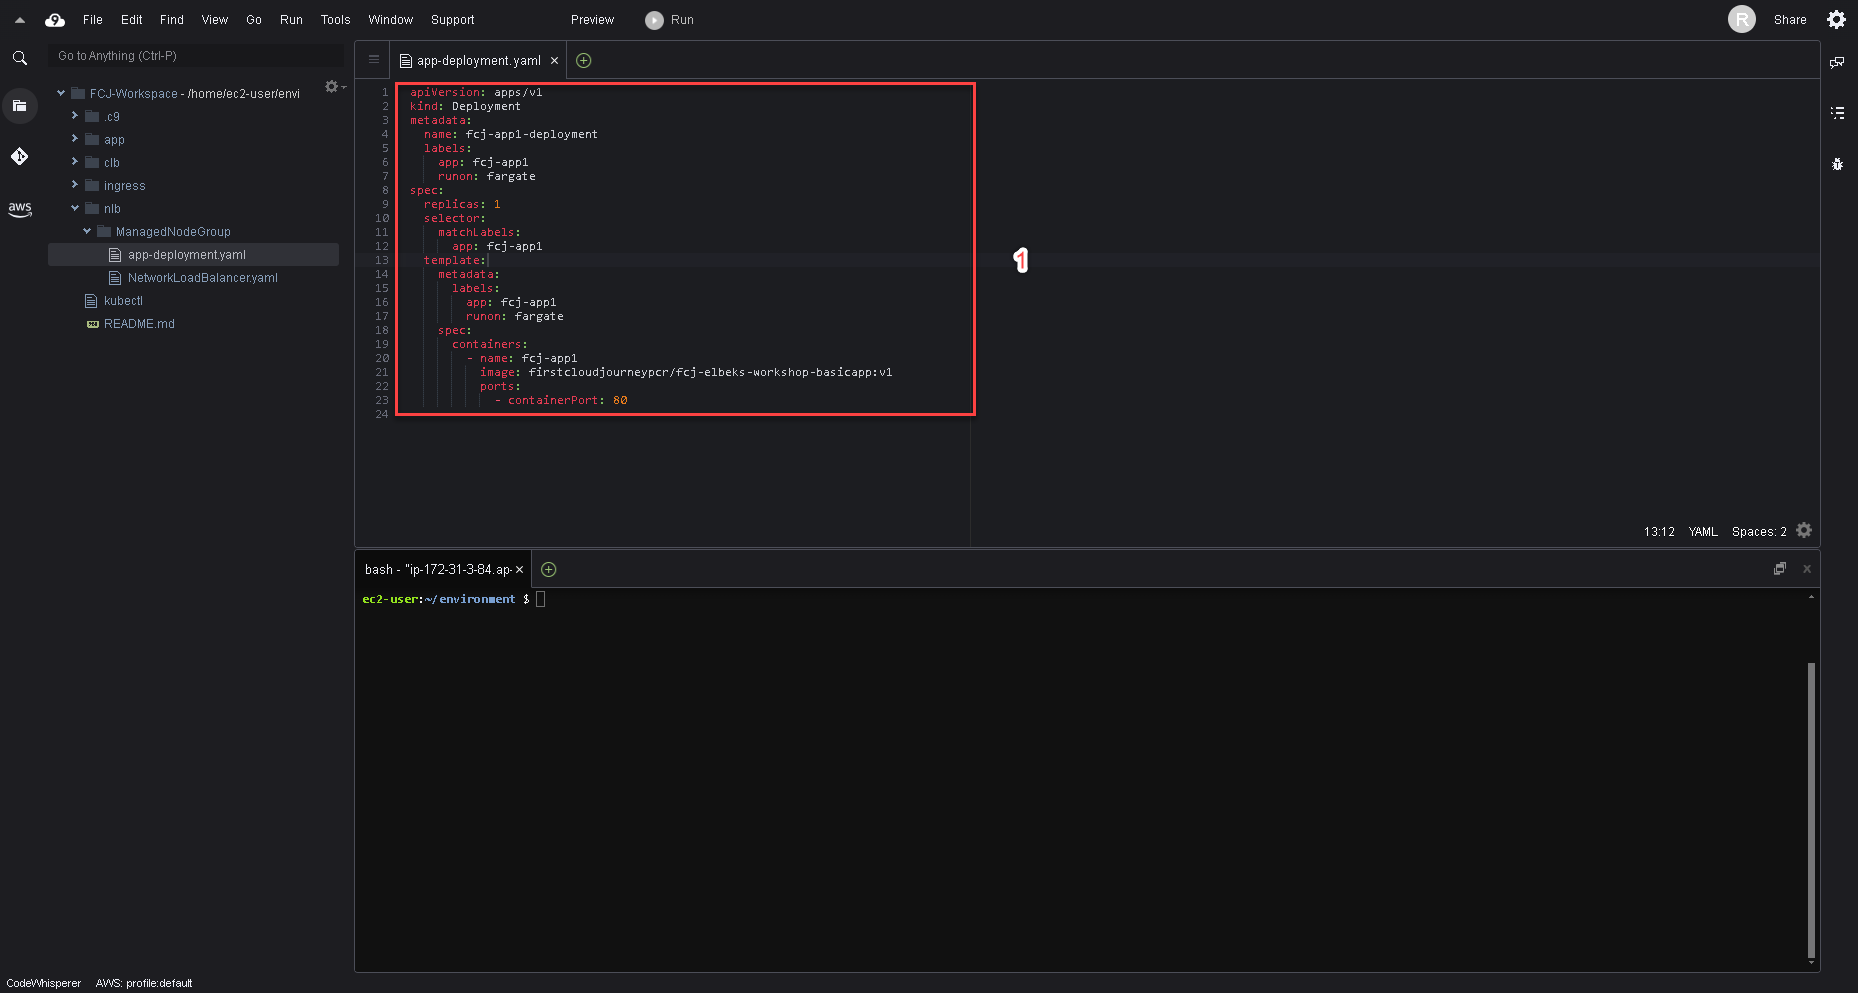 File Edit Find View Go Run Tools Window Support Preview Run R Share
Go to Anything (Ctrl-P)
FCJ-Workspace - /home/ec2-user/envi
.c9
app
clb
ingress
nlb
ManagedNodeGroup
app-deployment.yaml
NetworkLoadBalancer.yaml
kubectl
README.md
aws
app-deployment.yaml
1 apiVersion: apps/v1
2 kind: Deployment
3 metadata:
4 name: fcj-app1-deployment
5 labels:
6 app: fcj-app1
7 runon: fargate
8 spec:
9 replicas: 1
10 selector:
11 matchLabels:
12 app: fcj-app1
13 template:
14 metadata:
15 labels:
16 app: fcj-app1
17 runon: fargate
18 spec:
19 containers:
20 - name: fcj-app1
21 image: firstcloudjourneypcr/fcj-elbeks-workshop-basicapp:v1
22 ports:
23 - containerPort: 80
24
1
13:12 YAML Spaces: 2
bash - "ip-172-31-3-84.ap-
ec2-user:~/environment $
CodeWhisperer AWS: profile:default